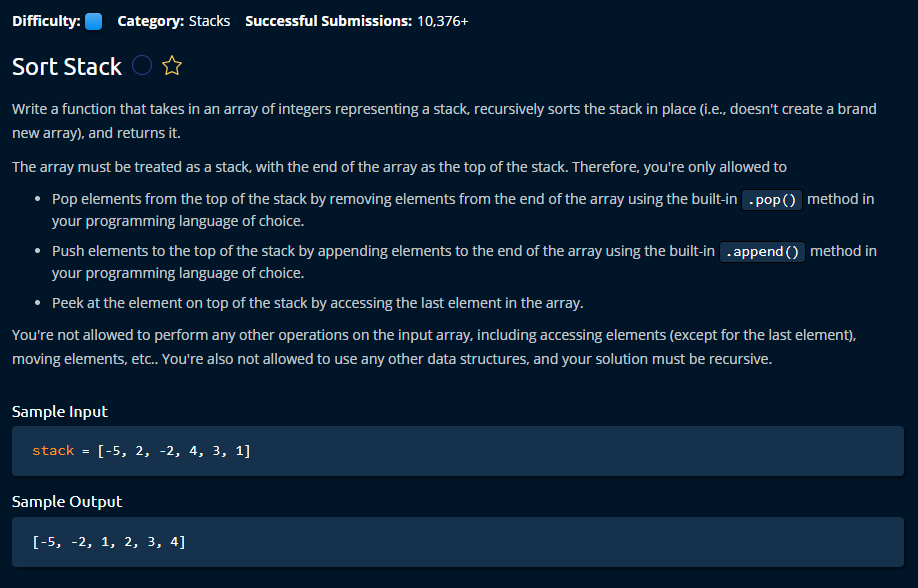 Difficulty: Category: Stacks Successful Submissions: 10,376+
Sort Stack
Write a function that takes in an array of integers representing a stack, recursively sorts the stack in place (i.e., doesn't create a brand
new array), and returns it.
The array must be treated as a stack, with the end of the array as the top of the stack. Therefore, you're only allowed to
• Pop elements from the top of the stack by removing elements from the end of the array using the built-in .pop() method in
your programming language of choice.
• Push elements to the top of the stack by appending elements to the end of the array using the built-in .append() method in
your programming language of choice.
• Peek at the element on top of the stack by accessing the last element in the array.
You're not allowed to perform any other operations on the input array, including accessing elements (except for the last element),
moving elements, etc.. You're also not allowed to use any other data structures, and your solution must be recursive.
Sample Input
stack = [-5, 2, -2, 4, 3, 1]
Sample Output
[-5, -2, 1, 2, 3, 4]